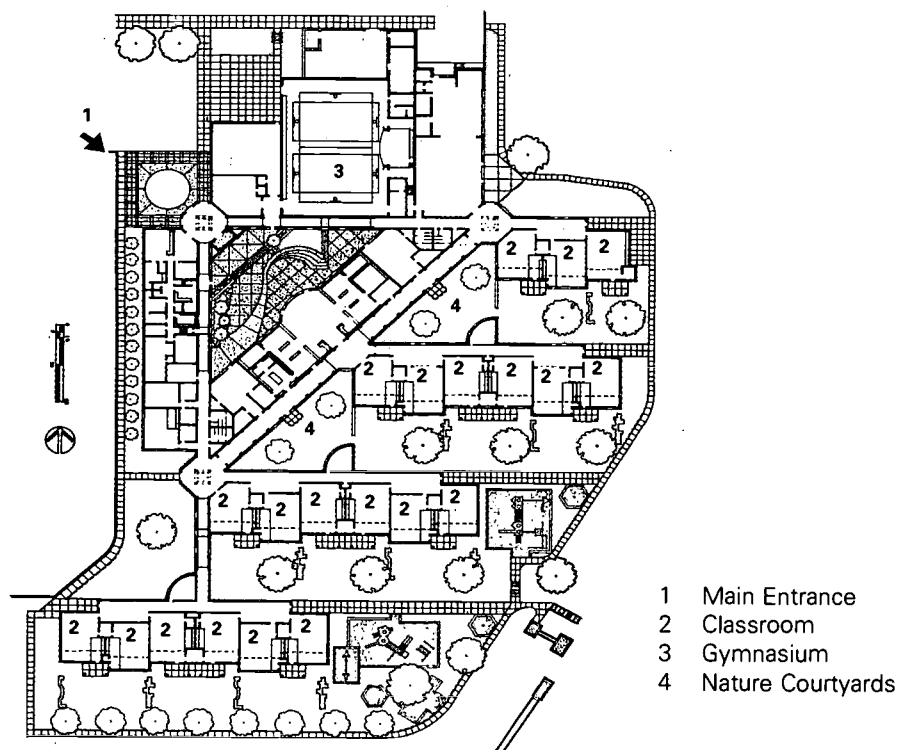 1
3
2 2 2
4
2 2 2 2 2 2
4
2 2 2 2 2 2
2 2 2 2 2 2
1 Main Entrance
2 Classroom
3 Gymnasium
4 Nature Courtyards